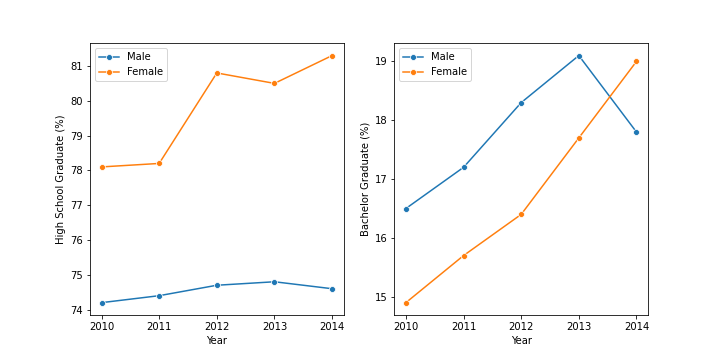 Male
Female
High School Graduate (%)
81
80
79
78
77
76
75
74
2010 2011 2012 2013 2014
Year
Male
Female
Bachelor Graduate (%)
19
18
17
16
15
2010 2011 2012 2013 2014
Year